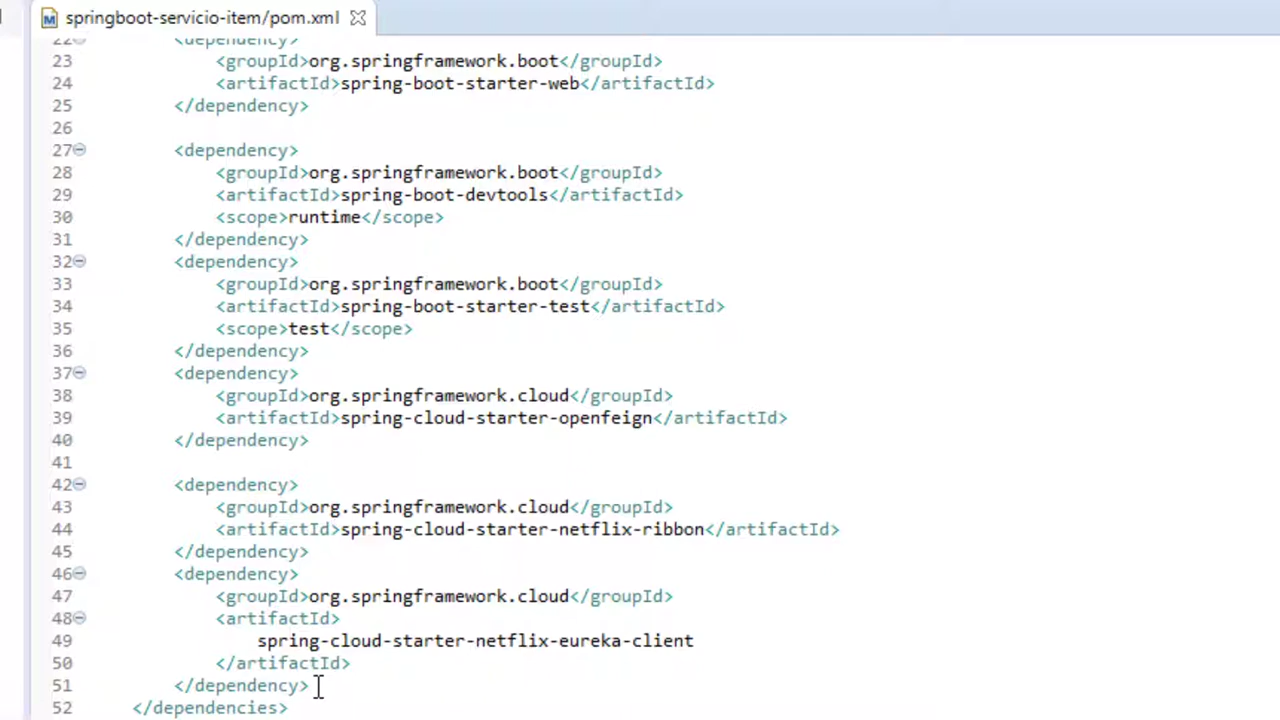 springboot-servicio-item/pom.xml
22 <dependency>
23 <groupId>org.springframework.boot</groupId>
24 <artifactId>spring-boot-starter-web</artifactId>
25 </dependency>
26
27 <dependency>
28 <groupId>org.springframework.boot</groupId>
29 <artifactId>spring-boot-devtools</artifactId>
30 <scope>runtime</scope>
31 </dependency>
32 <dependency>
33 <groupId>org.springframework.boot</groupId>
34 <artifactId>spring-boot-starter-test</artifactId>
35 <scope>test</scope>
36 </dependency>
37 <dependency>
38 <groupId>org.springframework.cloud</groupId>
39 <artifactId>spring-cloud-starter-openfeign</artifactId>
40 </dependency>
41
42 <dependency>
43 <groupId>org.springframework.cloud</groupId>
44 <artifactId>spring-cloud-starter-netflix-ribbon</artifactId>
45 </dependency>
46 <dependency>
47 <groupId>org.springframework.cloud</groupId>
48 <artifactId>
49 spring-cloud-starter-netflix-eureka-client
50 </artifactId>
51 </dependency>
52 </dependencies>